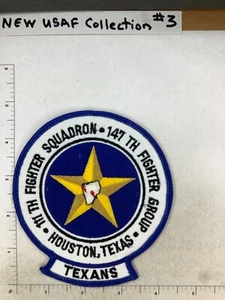 NEW USAF Collection #3
111 TH FIGHTER SQUADRON • 147 TH FIGHTER GROUP •
HOUSTON, TEXAS
TEXANS